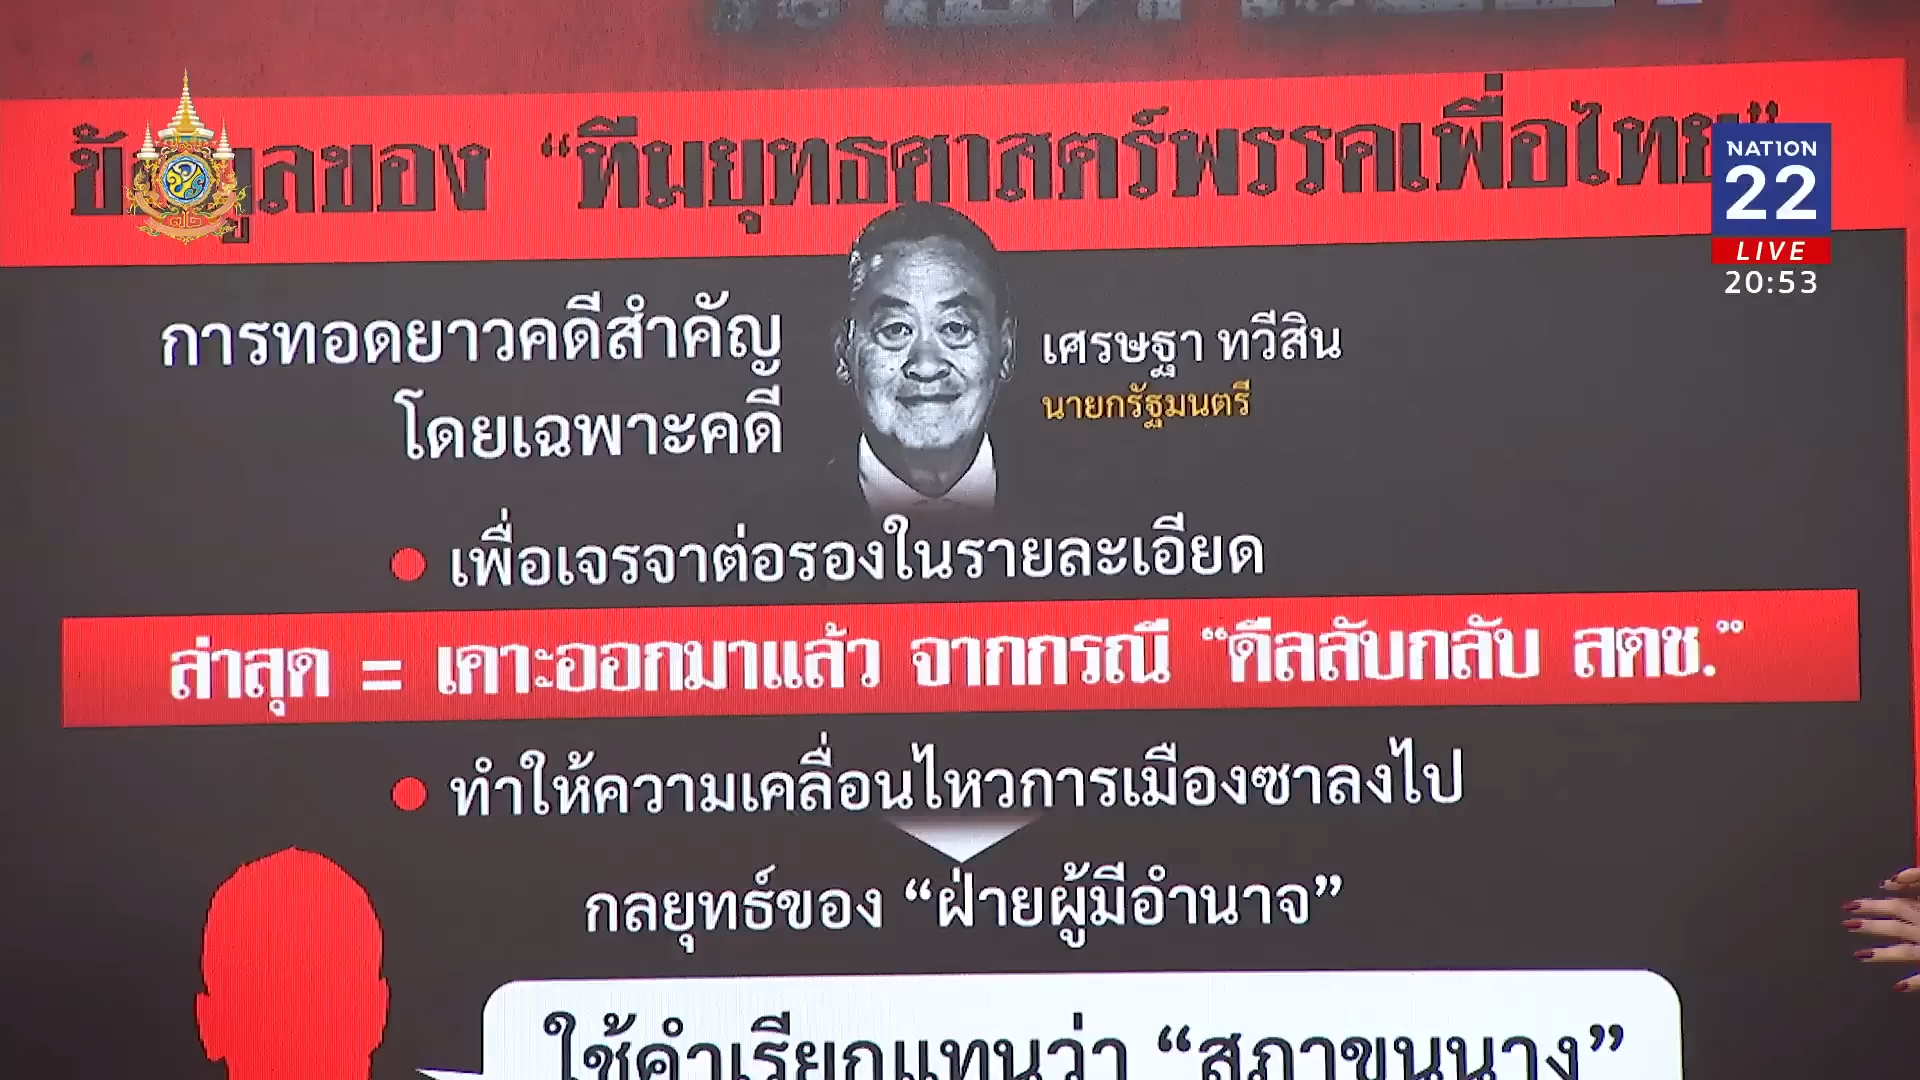 ข้อมูลของ “ทีมยุทธศาสตร์พรรคเพื่อไทย”
NATION
22
LIVE
20:53
การทอดยาวคดีสำคัญ
โดยเฉพาะคดี
เศรษฐา ทวีสิน
นายกรัฐมนตรี
เพื่อเจรจาต่อรองในรายละเอียด
ล่าสุด = เคาะออกมาแล้ว จากกรณี “ดีลลับกลับ สตช.”
ทำให้ความเคลื่อนไหวการเมืองซาลงไป
กลยุทธ์ของ “ฝ่ายผู้มีอำนาจ”
ใช้คำเรียกแทนว่า “สภาขุนนาง”